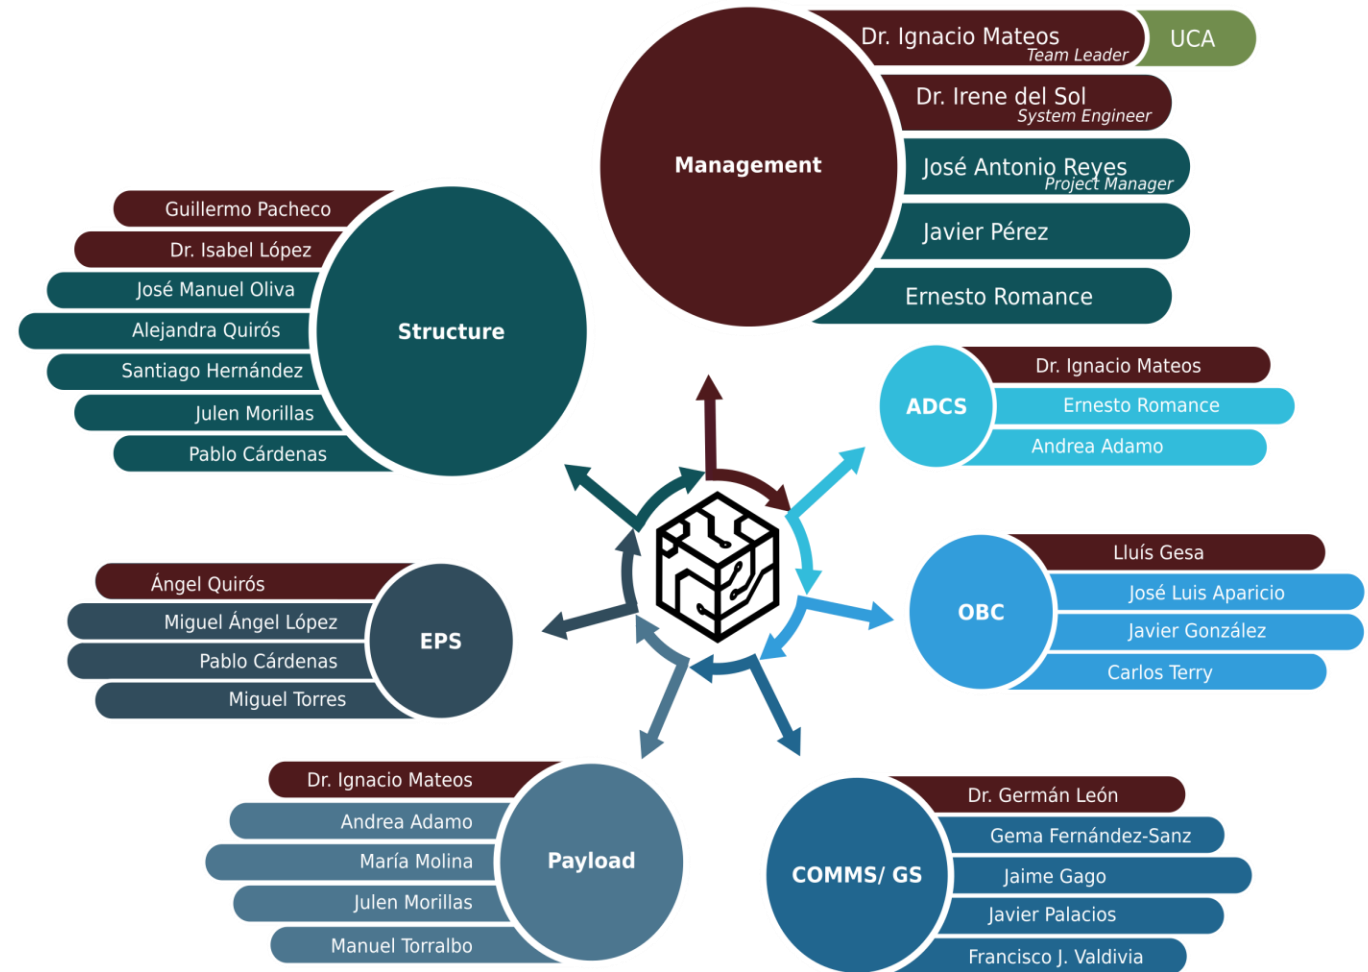 Management
Dr. Ignacio Mateos
Team Leader
UCA
Dr. Irene del Sol
System Engineer
José Antonio Reyes
Project Manager
Javier Pérez
Ernesto Romance
Structure
Guillermo Pacheco
Dr. Isabel López
José Manuel Oliva
Alejandra Quirós
Santiago Hernández
Julen Morillas
Pablo Cárdenas
ADCS
Dr. Ignacio Mateos
Ernesto Romance
Andrea Adamo
OBC
Lluís Gesa
José Luis Aparicio
Javier González
Carlos Terry
EPS
Ángel Quirós
Miguel Ángel López
Pablo Cárdenas
Miguel Torres
Payload
Dr. Ignacio Mateos
Andrea Adamo
María Molina
Julen Morillas
Manuel Torralbo
COMMS/ GS
Dr. Germán León
Gema Fernández-Sanz
Jaime Gago
Javier Palacios
Francisco J. Valdivia